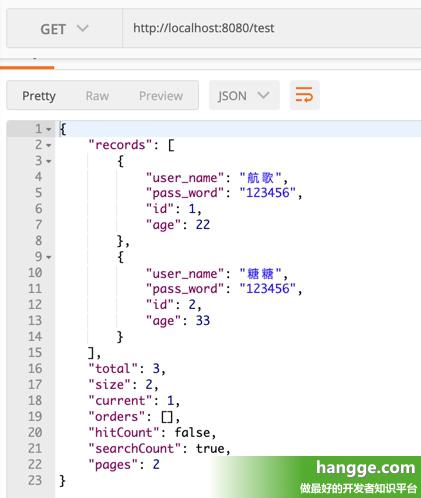 GET http://localhost:8080/test
Pretty Raw Preview JSON
1 {
2 "records": [
3 {
4 "user_name": "航歌",
5 "pass_word": "123456",
6 "id": 1,
7 "age": 22
8 },
9 {
10 "user_name": "糖糖",
11 "pass_word": "123456",
12 "id": 2,
13 "age": 33
14 }
15 ],
16 "total": 3,
17 "size": 2,
18 "current": 1,
19 "orders": [],
20 "hitCount": false,
21 "searchCount": true,
22 "pages": 2
23 }
hangge.com
做最好的开发者知识平台